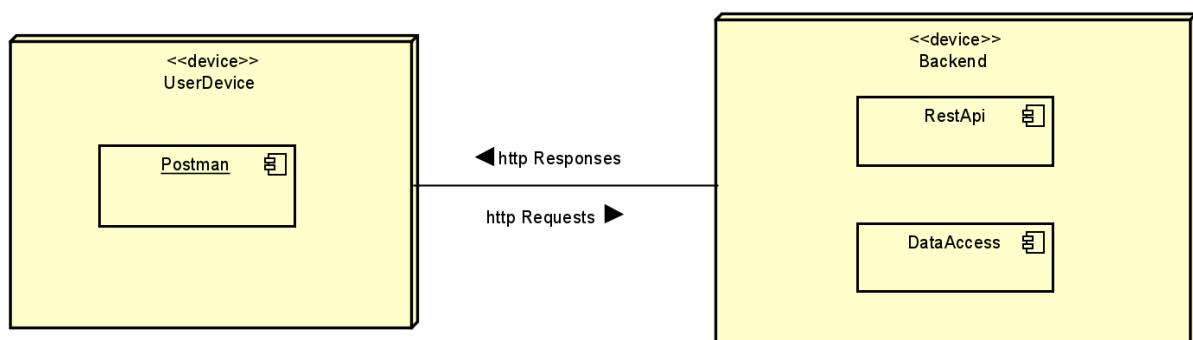 <<device>>
UserDevice
Postman
http Responses
http Requests
<<device>>
Backend
RestApi
DataAccess